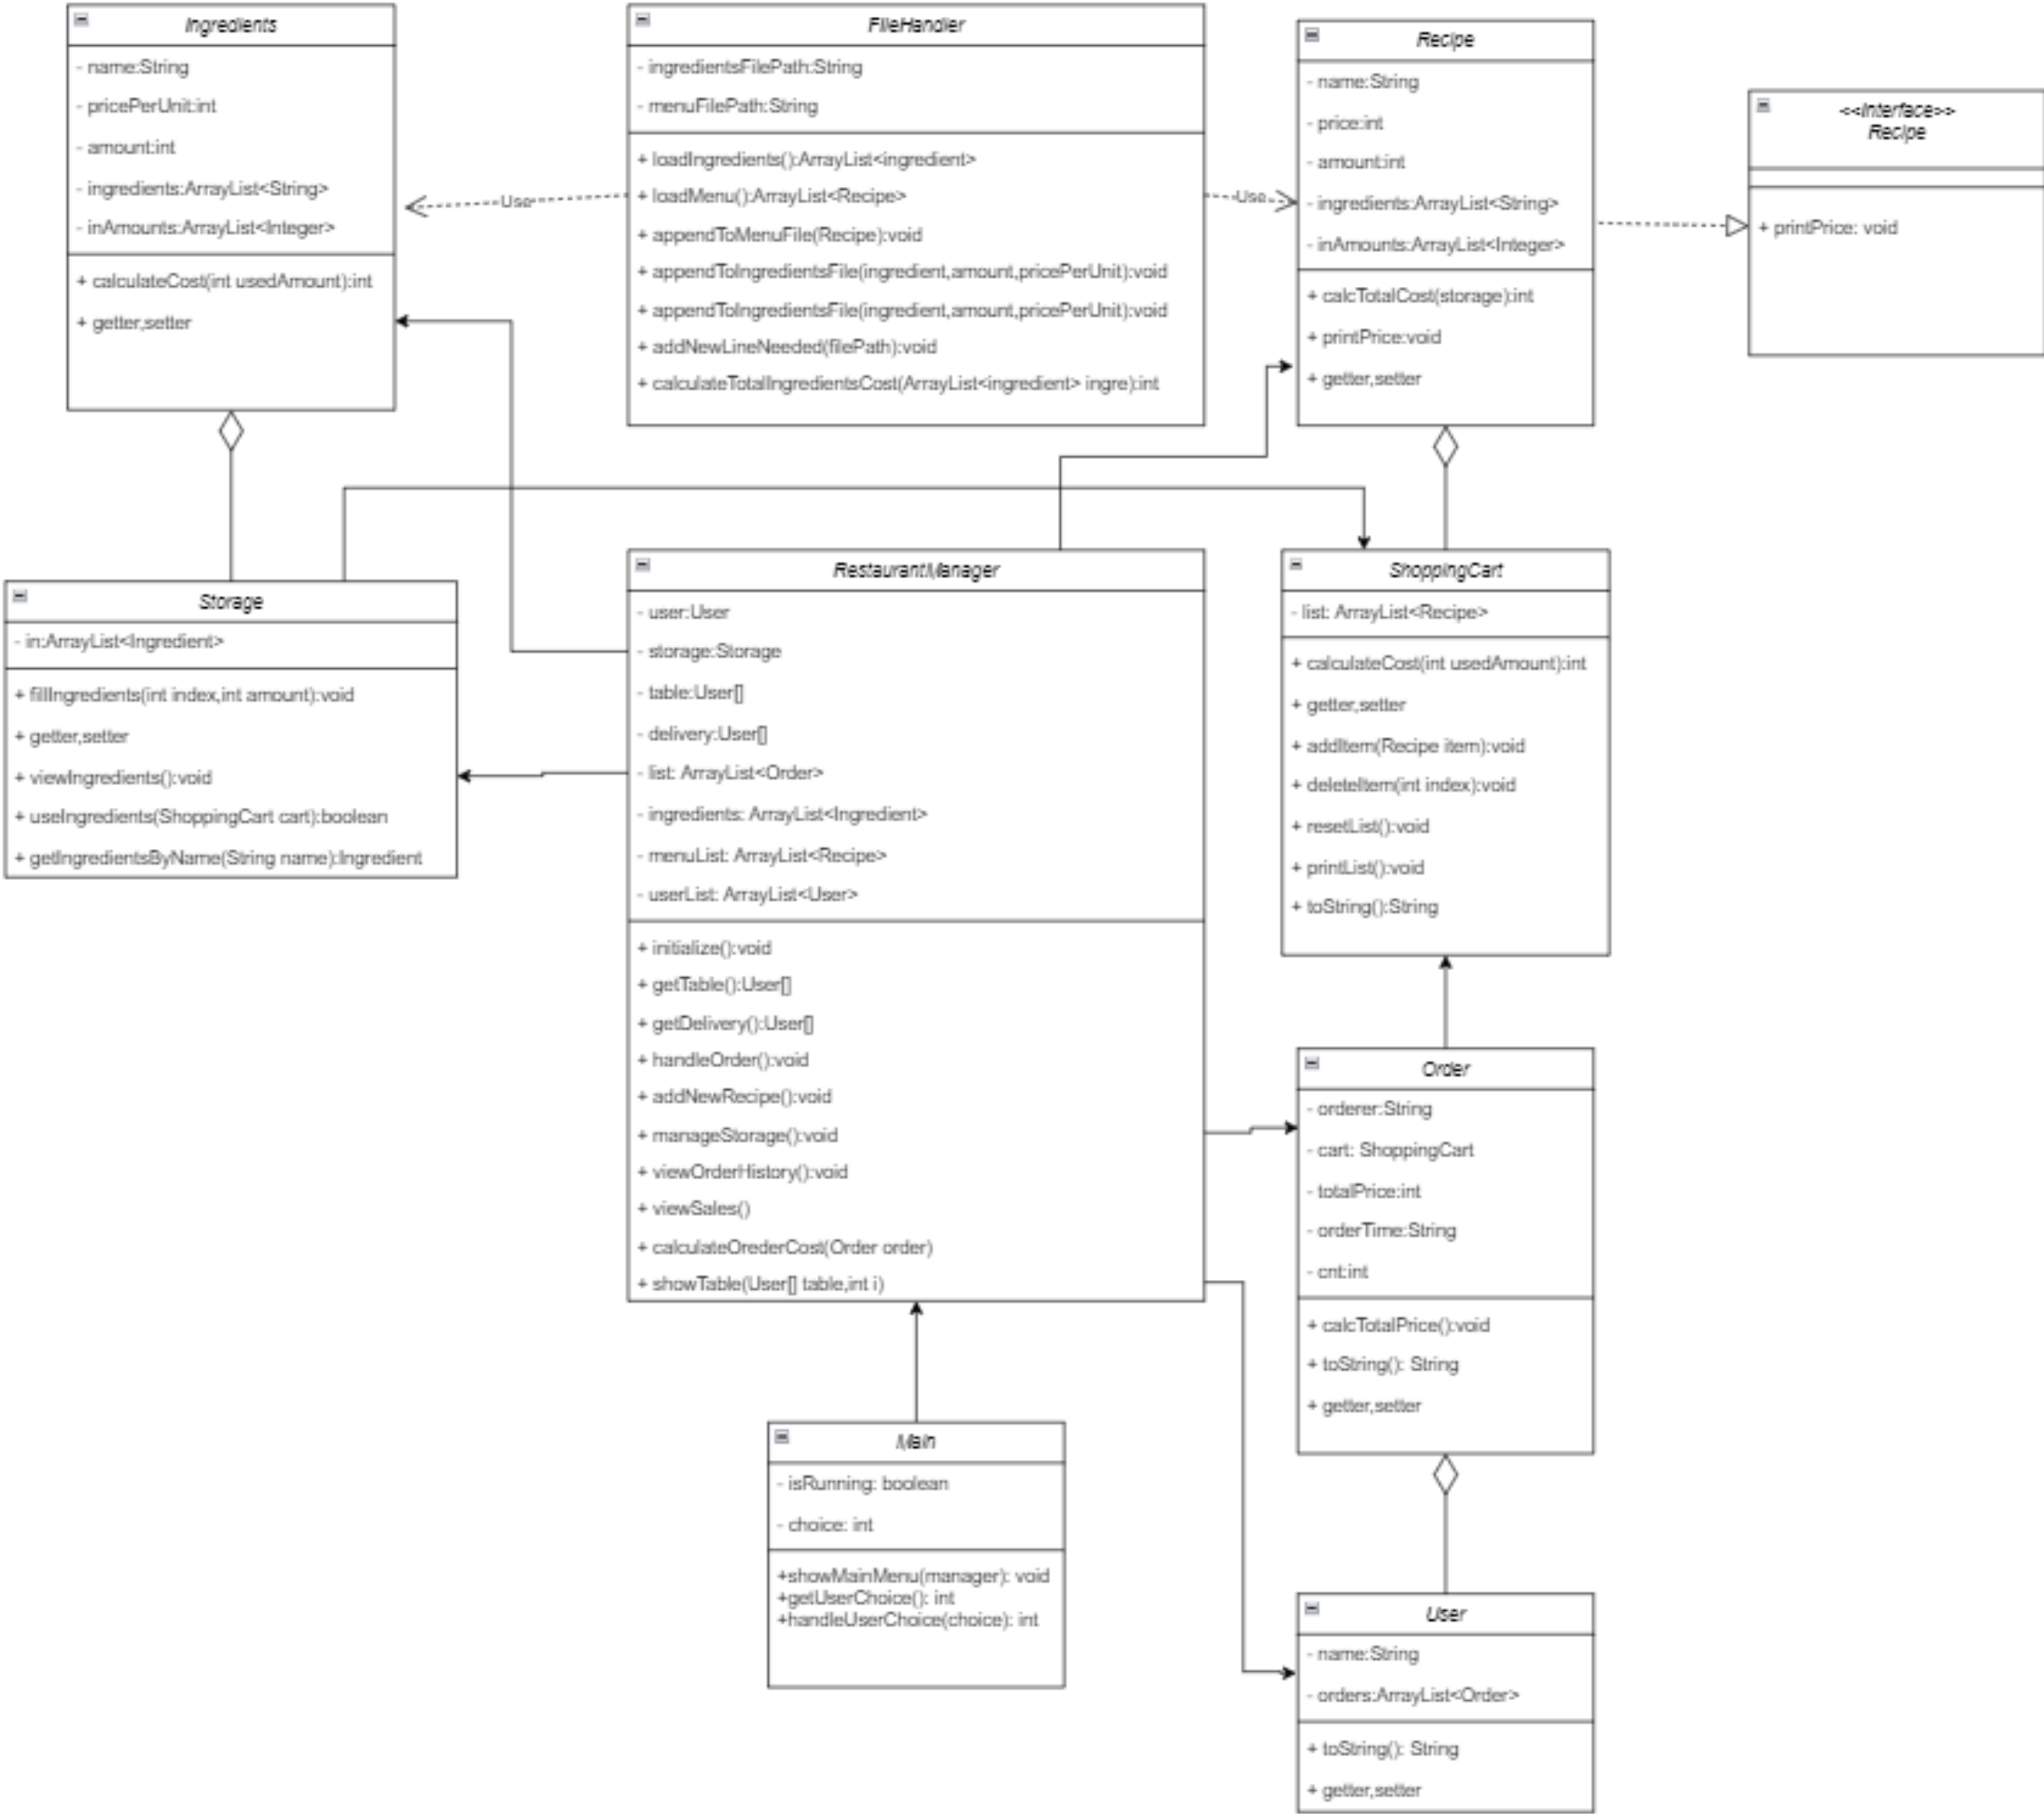 Ingredients
- name:String
- pricePerUnit:int
- amount:int
- ingredients:ArrayList<String>
- inAmounts:ArrayList<Integer>
+ calculateCost(int usedAmount):int
+ getter,setter
FileHandler
- ingredientsFilePath:String
- menuFilePath:String
+ loadIngredients():ArrayList<ingredient>
+ loadMenu():ArrayList<Recipe>
+ appendToMenuFile(Recipe):void
+ appendToIngredientsFile(ingredient,amount,pricePerUnit):void
+ appendToIngredientsFile(ingredient,amount,pricePerUnit):void
+ addNewLineNeeded(filePath):void
+ calculateTotalIngredientsCost(ArrayList<ingredient> ingre):int
Use
Use
Recipe
- name:String
- price:int
- amount:int
- ingredients:ArrayList<String>
- inAmounts:ArrayList<Integer>
+ calcTotalCost(storage):int
+ printPrice:void
+ getter,setter
<<Interface>>
Recipe
+ printPrice: void
Storage
- in:ArrayList<Ingredient>
+ fillIngredients(int index,int amount):void
+ getter,setter
+ viewIngredients():void
+ useIngredients(ShoppingCart cart):boolean
+ getIngredientsByName(String name):Ingredient
RestaurantManager
- user:User
- storage:Storage
- table:User[]
- delivery:User[]
- list: ArrayList<Order>
- ingredients: ArrayList<Ingredient>
- menuList: ArrayList<Recipe>
- userList: ArrayList<User>
+ initialize():void
+ getTable():User[]
+ getDelivery():User[]
+ handleOrder():void
+ addNewRecipe():void
+ manageStorage():void
+ viewOrderHistory():void
+ viewSales()
+ calculateOrederCost(Order order)
+ showTable(User[] table,int i)
ShoppingCart
- list: ArrayList<Recipe>
+ calculateCost(int usedAmount):int
+ getter,setter
+ addItem(Recipe item):void
+ deleteItem(int index):void
+ resetList():void
+ printList():void
+ toString():String
Order
- orderer:String
- cart: ShoppingCart
- totalPrice:int
- orderTime:String
- cnt:int
+ calcTotalPrice():void
+ toString(): String
+ getter,setter
Main
- isRunning: boolean
- choice: int
+showMainMenu(manager): void
+getUserChoice(): int
+handleUserChoice(choice): int
User
- name:String
- orders:ArrayList<Order>
+ toString(): String
+ getter,setter